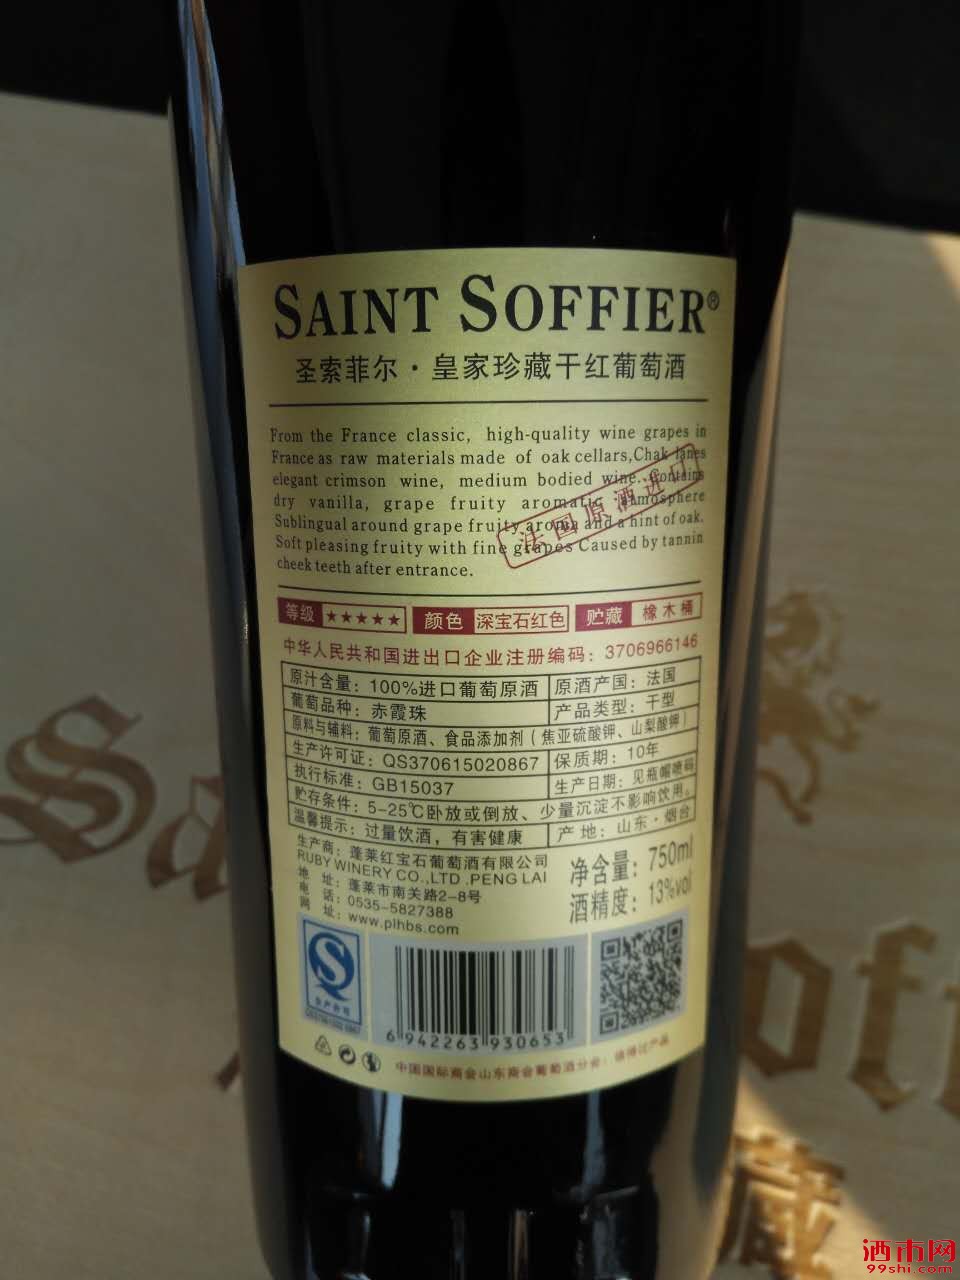 SAINT SOFFIER®
圣索菲尔·皇家珍藏干红葡萄酒
From the France classic, high-quality wine grapes in
France as raw materials made of oak cellars,Chak lanes
elegant crimson wine, medium bodied wine. Contains
dry vanilla, grape fruity aromatic atmosphere
Sublingual around grape fruity aroma and a hint of oak.
Soft pleasing fruity with fine grapes Caused by tannin
cheek teeth after entrance.
法国原酒进口
等级 ★★★★★ 颜色 深宝石红色 贮藏 橡木桶
中华人民共和国进出口企业注册编码：3706966146
原汁含量：100%进口葡萄原酒 原酒产国：法国
葡萄品种：赤霞珠 产品类型：干型
原料与辅料：葡萄原酒、食品添加剂（焦亚硫酸钾、山梨酸钾）
生产许可证：QS370615020867 保质期：10年
执行标准：GB15037 生产日期：见瓶帽喷码
贮存条件：5-25℃卧放或倒放、少量沉淀不影响饮用。
温馨提示：过量饮酒，有害健康 产 地：山东·烟台
生产商：蓬莱红宝石葡萄酒有限公司
RUBY WINERY CO.,LTD .PENG LAI
地 址：蓬莱市南关路2-8号
电 话：0535-5827388
网 址：www.plhbs.com
净含量：750ml
酒精度：13%vol
生产许可
6 942263 930653
中国国际商会山东商会葡萄酒分会：值得过产品
Sa
off
藏
酒市网
99shi.com